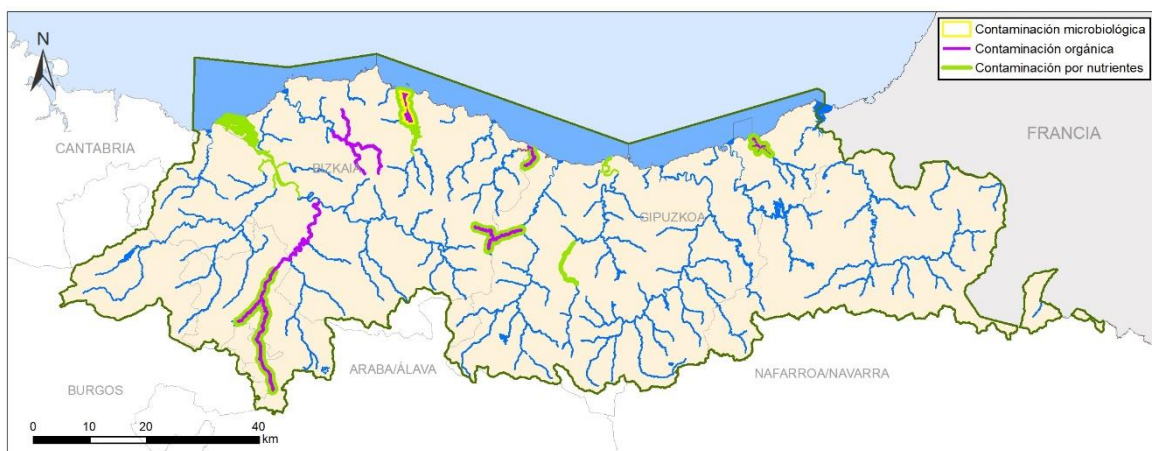 N
Contaminación microbiológica
Contaminación orgánica
Contaminación por nutrientes
CANTABRIA
FRANCIA
BIZKAIA
GIPUZKOA
ARABA/ÁLAVA
NAFARROA/NAVARRA
BURGOS
0 10 20 40
km